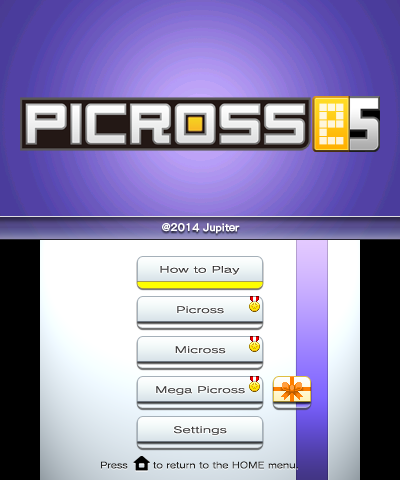 PICROSS e5
@2014 Jupiter
How to Play
Picross
Micross
Mega Picross
Settings
Press to return to the HOME menu.